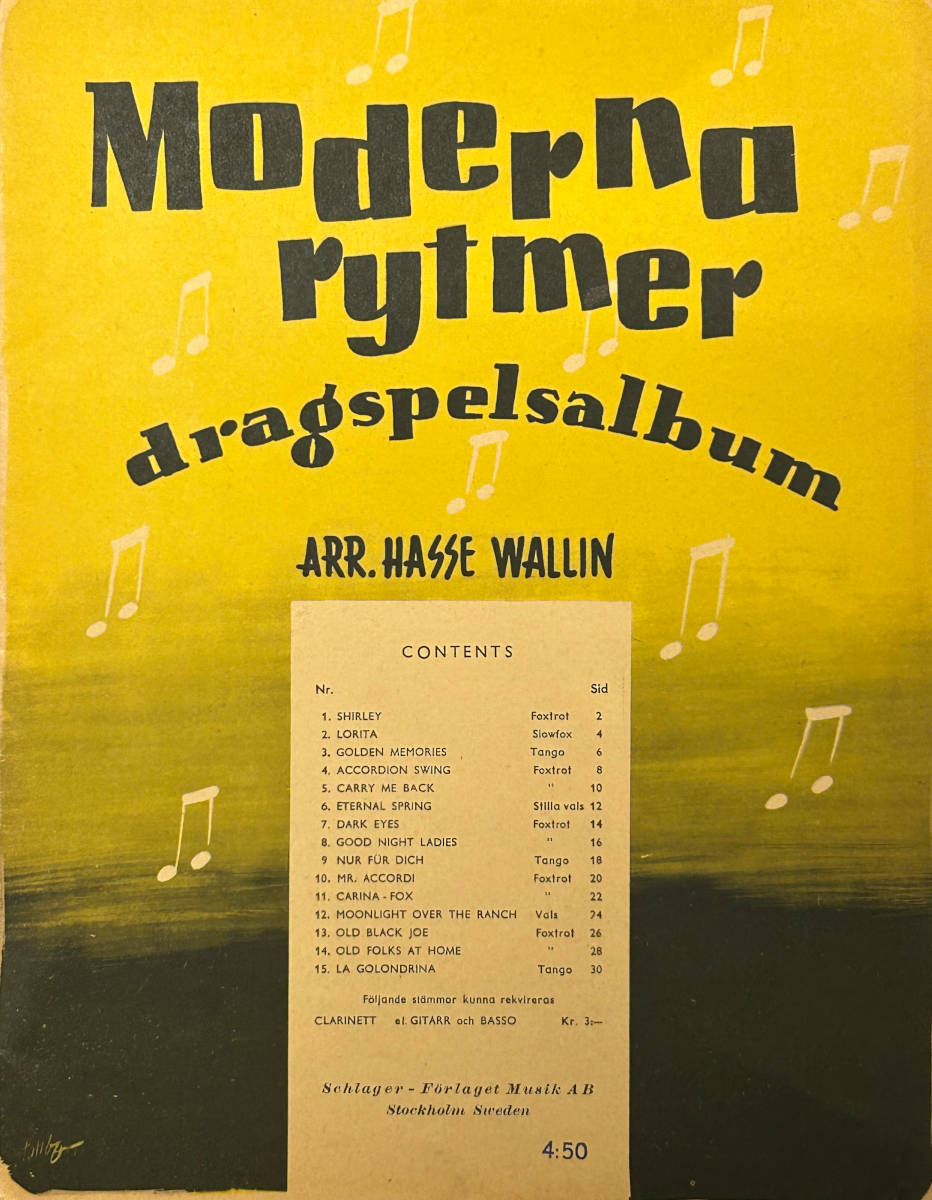 Moderna
rytmer
dragspelsalbum
ARR. HASSE WALLIN
CONTENTS
Nr. Sid
1. SHIRLEY Foxtrot 2
2. LORITA Slowfox 4
3. GOLDEN MEMORIES Tango 6
4. ACCORDION SWING Foxtrot 8
5. CARRY ME BACK " 10
6. ETERNAL SPRING Stilla vals 12
7. DARK EYES Foxtrot 14
8. GOOD NIGHT LADIES " 16
9 NUR FÜR DICH Tango 18
10. MR. ACCORDI Foxtrot 20
11. CARINA - FOX " 22
12. MOONLIGHT OVER THE RANCH Vals 24
13. OLD BLACK JOE Foxtrot 26
14. OLD FOLKS AT HOME " 28
15. LA GOLONDRINA Tango 30
Följande stämmor kunna rekvireras
CLARINETT el. GITARR och BASSO Kr. 3:—
Schlager - Förlaget Musik AB
Stockholm Sweden
4:50